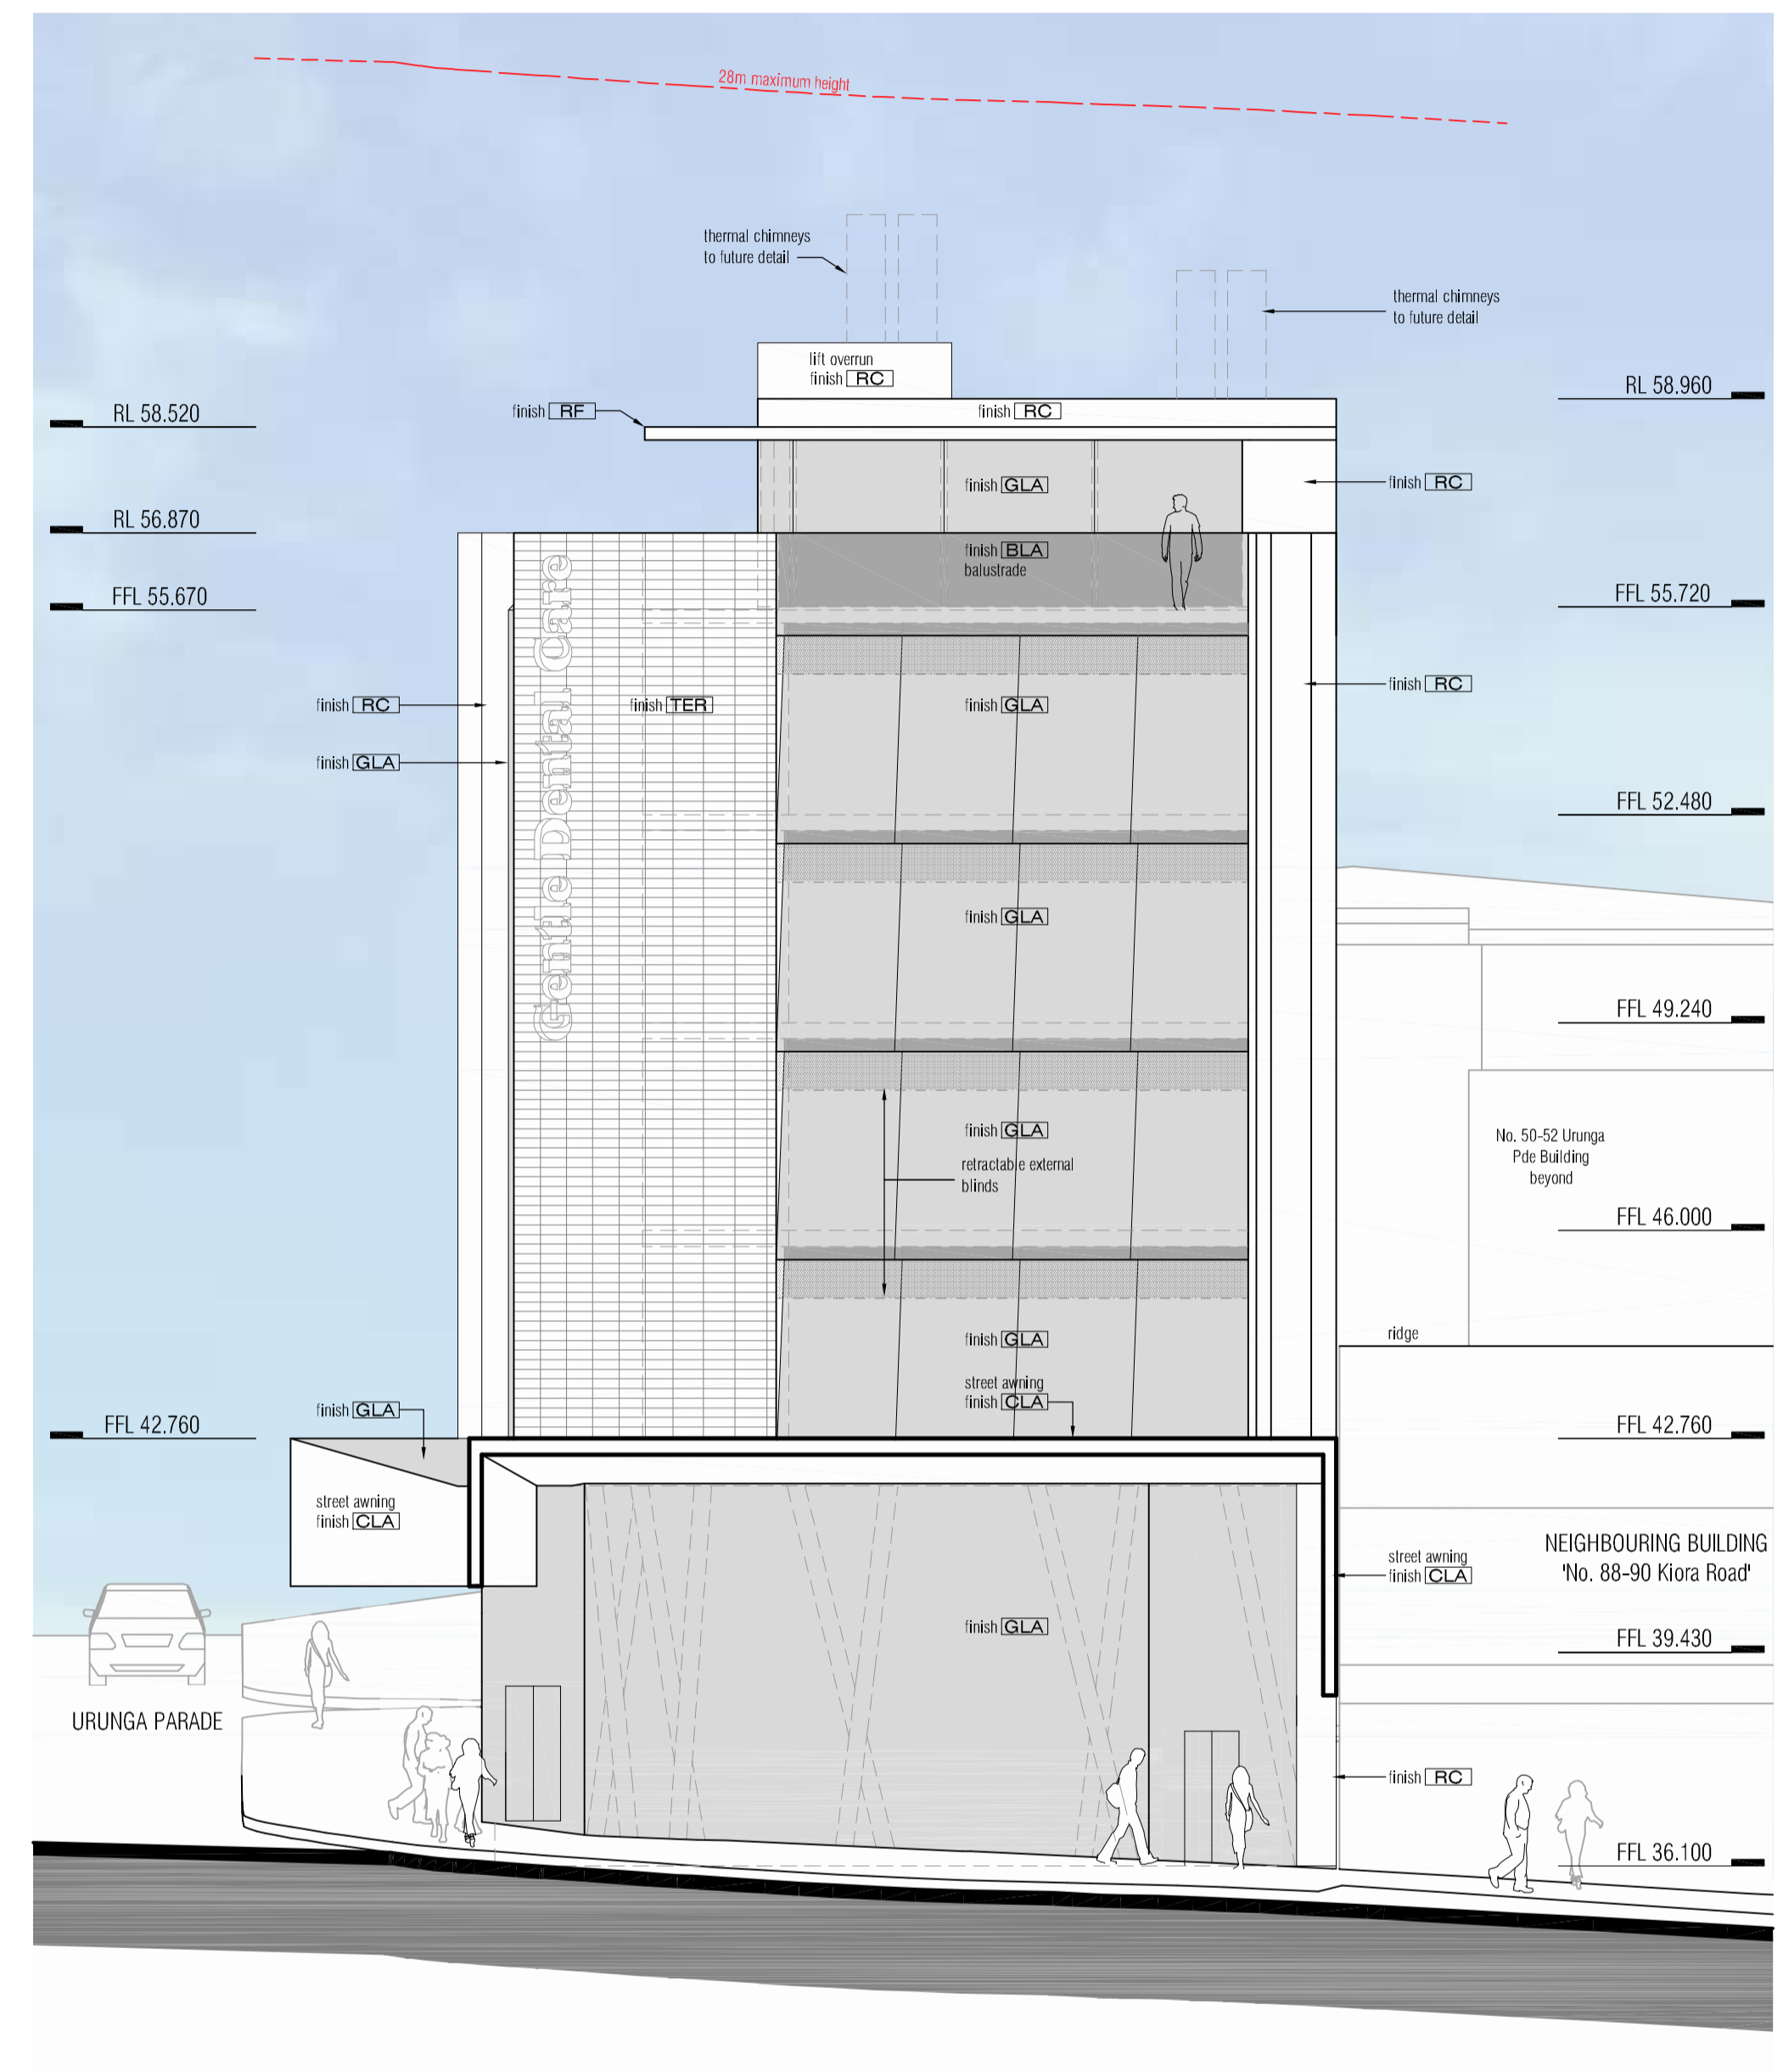 28m maximum height
thermal chimneys
to future detail
thermal chimneys
to future detail
lift overrun
finish RC
RL 58.520
finish RF
finish RC
RL 58.960
finish GLA
finish RC
RL 56.870
finish BLA
balustrade
FFL 55.670
FFL 55.720
Gentle Dental Care
finish RC
finish TER
finish GLA
finish RC
finish GLA
FFL 52.480
finish GLA
FFL 49.240
finish GLA
retractable external
blinds
No. 50-52 Urunga
Pde Building
beyond
FFL 46.000
finish GLA
ridge
street awning
finish CLA
FFL 42.760
finish GLA
FFL 42.760
street awning
finish CLA
NEIGHBOURING BUILDING
'No. 88-90 Kiora Road'
street awning
finish CLA
finish GLA
FFL 39.430
URUNGA PARADE
finish RC
FFL 36.100